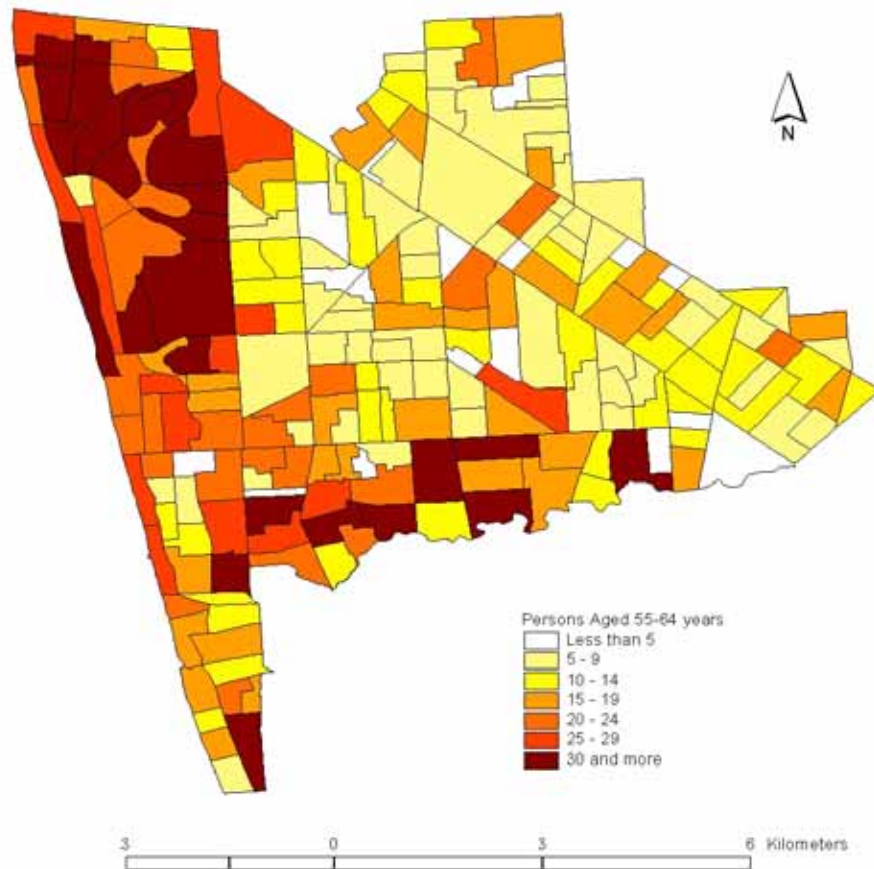 N
Persons Aged 55-64 years
Less than 5
5 - 9
10 - 14
15 - 19
20 - 24
25 - 29
30 and more
3 0 3 6 Kilometers